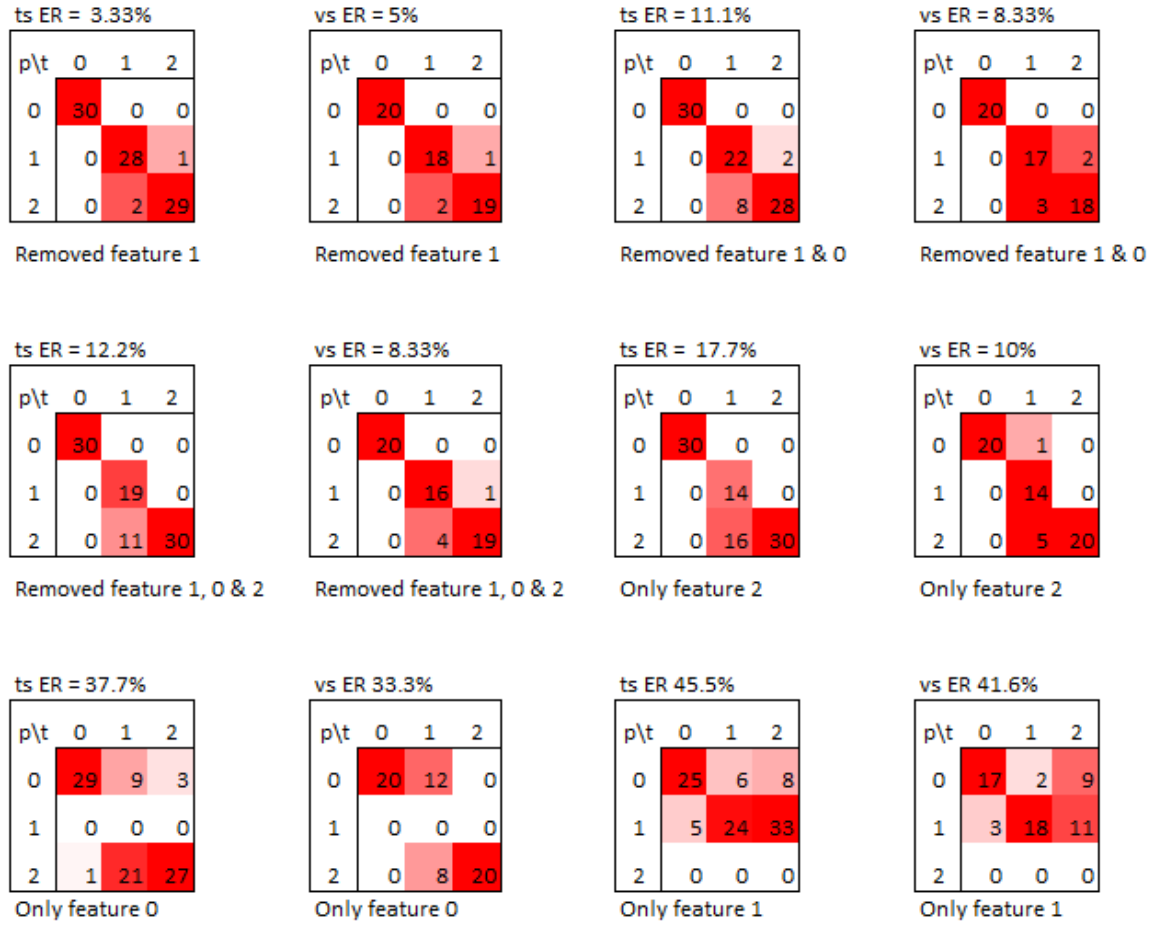 ts ER = 3.33% vs ER = 5% ts ER = 11.1% vs ER = 8.33%
p\t 0 1 2 p\t 0 1 2 p\t 0 1 2 p\t 0 1 2
0 30 0 0 0 20 0 0 0 30 0 0 0 20 0 0
1 0 28 1 1 0 18 1 1 0 22 2 1 0 17 2
2 0 2 29 2 0 2 19 2 0 8 28 2 0 3 18
Removed feature 1 Removed feature 1 Removed feature 1 & 0 Removed feature 1 & 0
ts ER = 12.2% vs ER = 8.33% ts ER = 17.7% vs ER = 10%
p\t 0 1 2 p\t 0 1 2 p\t 0 1 2 p\t 0 1 2
0 30 0 0 0 20 0 0 0 30 0 0 0 20 1 0
1 0 19 0 1 0 16 1 1 0 14 0 1 0 14 0
2 0 11 30 2 0 4 19 2 0 16 30 2 0 5 20
Removed feature 1, 0 & 2 Removed feature 1, 0 & 2 Only feature 2 Only feature 2
ts ER = 37.7% vs ER 33.3% ts ER 45.5% vs ER 41.6%
p\t 0 1 2 p\t 0 1 2 p\t 0 1 2 p\t 0 1 2
0 29 9 3 0 20 12 0 0 25 6 8 0 17 2 9
1 0 0 0 1 0 0 0 1 5 24 33 1 3 18 11
2 1 21 27 2 0 8 20 2 0 0 0 2 0 0 0
Only feature 0 Only feature 0 Only feature 1 Only feature 1